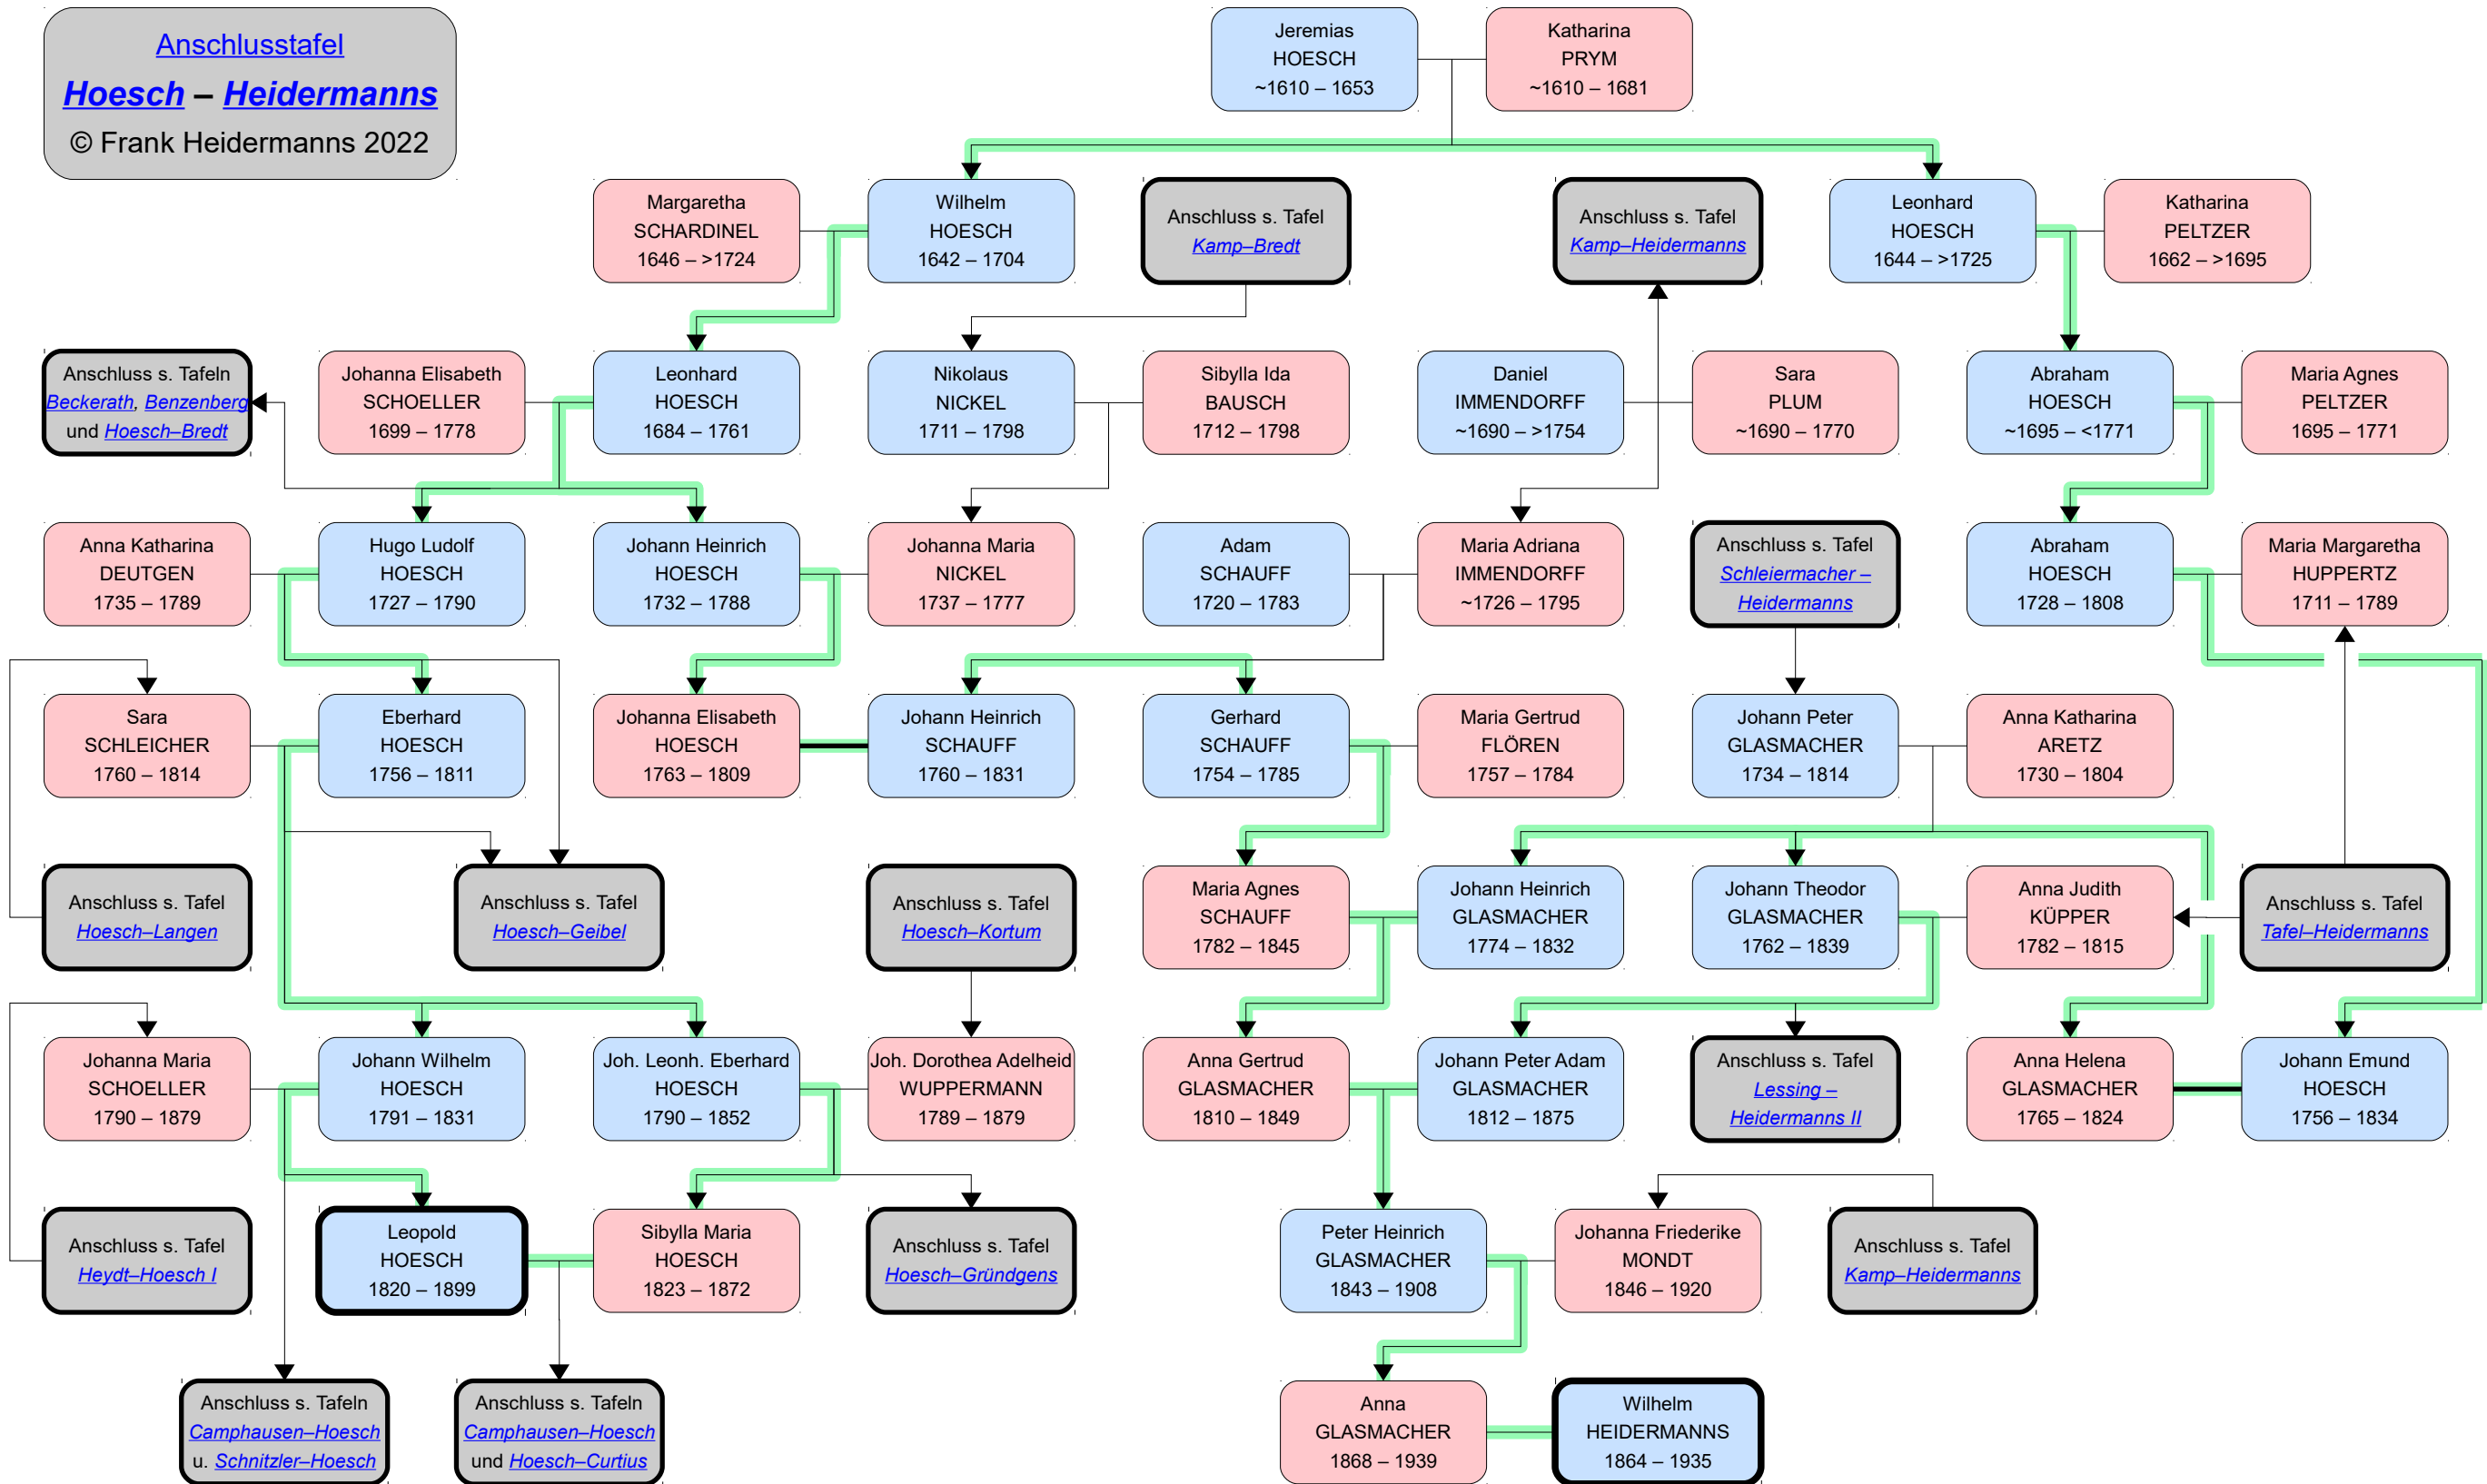 Anschlusstafel
Hoesch – Heidermanns
© Frank Heidermanns 2022
Jeremias
HOESCH
~1610 – 1653
Katharina
PRYM
~1610 – 1681
Margaretha
SCHARDINEL
1646 – >1724
Wilhelm
HOESCH
1642 – 1704
Anschluss s. Tafel
Kamp–Bredt
Anschluss s. Tafel
Kamp–Heidermanns
Leonhard
HOESCH
1644 – >1725
Katharina
PELTZER
1662 – >1695
Anschluss s. Tafeln
Beckerath, Benzenberg
und Hoesch–Bredt
Johanna Elisabeth
SCHOELLER
1699 – 1778
Leonhard
HOESCH
1684 – 1761
Nikolaus
NICKEL
1711 – 1798
Sibylla Ida
BAUSCH
1712 – 1798
Daniel
IMMENDORFF
~1690 – >1754
Sara
PLUM
~1690 – 1770
Abraham
HOESCH
~1695 – <1771
Maria Agnes
PELTZER
1695 – 1771
Anna Katharina
DEUTGEN
1735 – 1789
Hugo Ludolf
HOESCH
1727 – 1790
Johann Heinrich
HOESCH
1732 – 1788
Johanna Maria
NICKEL
1737 – 1777
Adam
SCHAUFF
1720 – 1783
Maria Adriana
IMMENDORFF
~1726 – 1795
Anschluss s. Tafel
Schleiermacher –
Heidermanns
Abraham
HOESCH
1728 – 1808
Maria Margaretha
HUPPERTZ
1711 – 1789
Sara
SCHLEICHER
1760 – 1814
Eberhard
HOESCH
1756 – 1811
Johanna Elisabeth
HOESCH
1763 – 1809
Johann Heinrich
SCHAUFF
1760 – 1831
Gerhard
SCHAUFF
1754 – 1785
Maria Gertrud
FLÖREN
1757 – 1784
Johann Peter
GLASMACHER
1734 – 1814
Anna Katharina
ARETZ
1730 – 1804
Anschluss s. Tafel
Hoesch–Langen
Anschluss s. Tafel
Hoesch–Geibel
Anschluss s. Tafel
Hoesch–Kortum
Maria Agnes
SCHAUFF
1782 – 1845
Johann Heinrich
GLASMACHER
1774 – 1832
Johann Theodor
GLASMACHER
1762 – 1839
Anna Judith
KÜPPER
1782 – 1815
Anschluss s. Tafel
Tafel–Heidermanns
Johanna Maria
SCHOELLER
1790 – 1879
Johann Wilhelm
HOESCH
1791 – 1831
Joh. Leonh. Eberhard
HOESCH
1790 – 1852
Joh. Dorothea Adelheid
WUPPERMANN
1789 – 1879
Anna Gertrud
GLASMACHER
1810 – 1849
Johann Peter Adam
GLASMACHER
1812 – 1875
Anschluss s. Tafel
Lessing –
Heidermanns II
Anna Helena
GLASMACHER
1765 – 1824
Johann Emund
HOESCH
1756 – 1834
Anschluss s. Tafel
Heydt–Hoesch I
Leopold
HOESCH
1820 – 1899
Sibylla Maria
HOESCH
1823 – 1872
Anschluss s. Tafel
Hoesch–Gründgens
Peter Heinrich
GLASMACHER
1843 – 1908
Johanna Friederike
MONDT
1846 – 1920
Anschluss s. Tafel
Kamp–Heidermanns
Anschluss s. Tafeln
Camphausen–Hoesch
u. Schnitzler–Hoesch
Anschluss s. Tafeln
Camphausen–Hoesch
und Hoesch–Curtius
Anna
GLASMACHER
1868 – 1939
Wilhelm
HEIDERMANNS
1864 – 1935